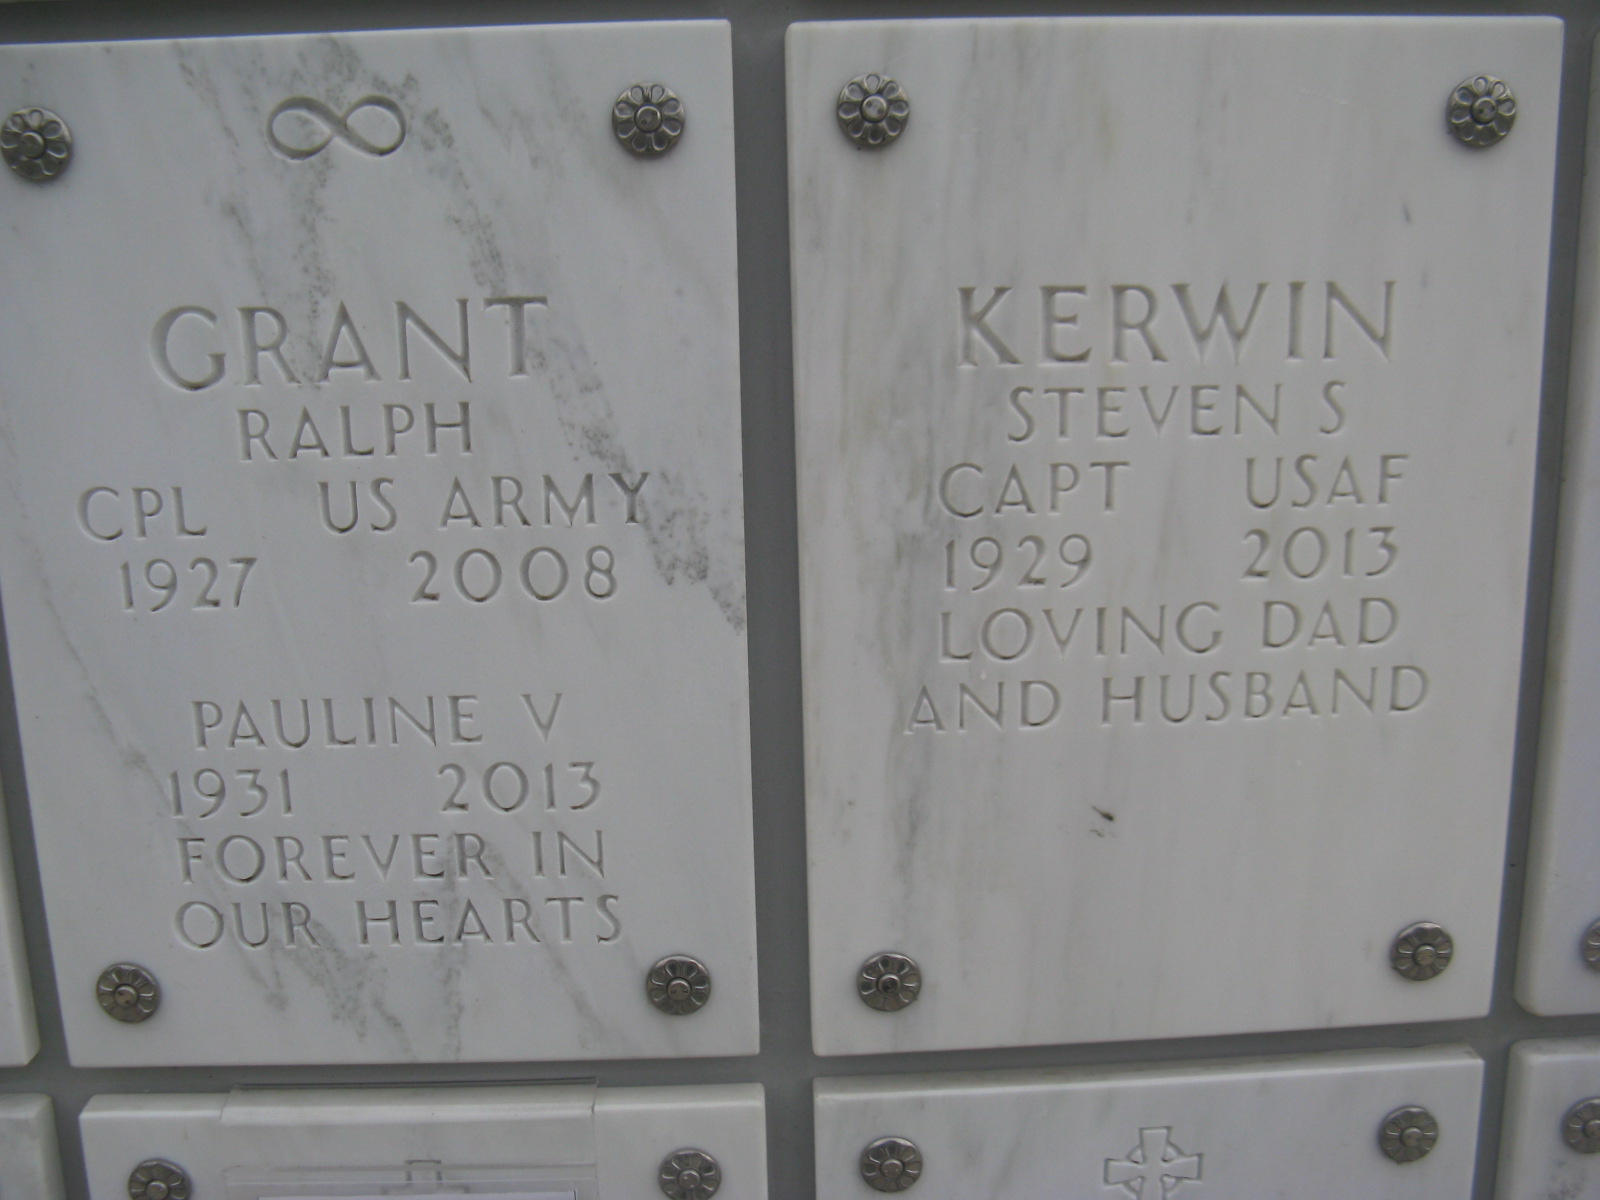 GRANT
RALPH
CPL US ARMY
1927 2008
PAULINE V
1931 2013
FOREVER IN
OUR HEARTS
KERWIN
STEVEN S
CAPT USAF
1929 2013
LOVING DAD
AND HUSBAND